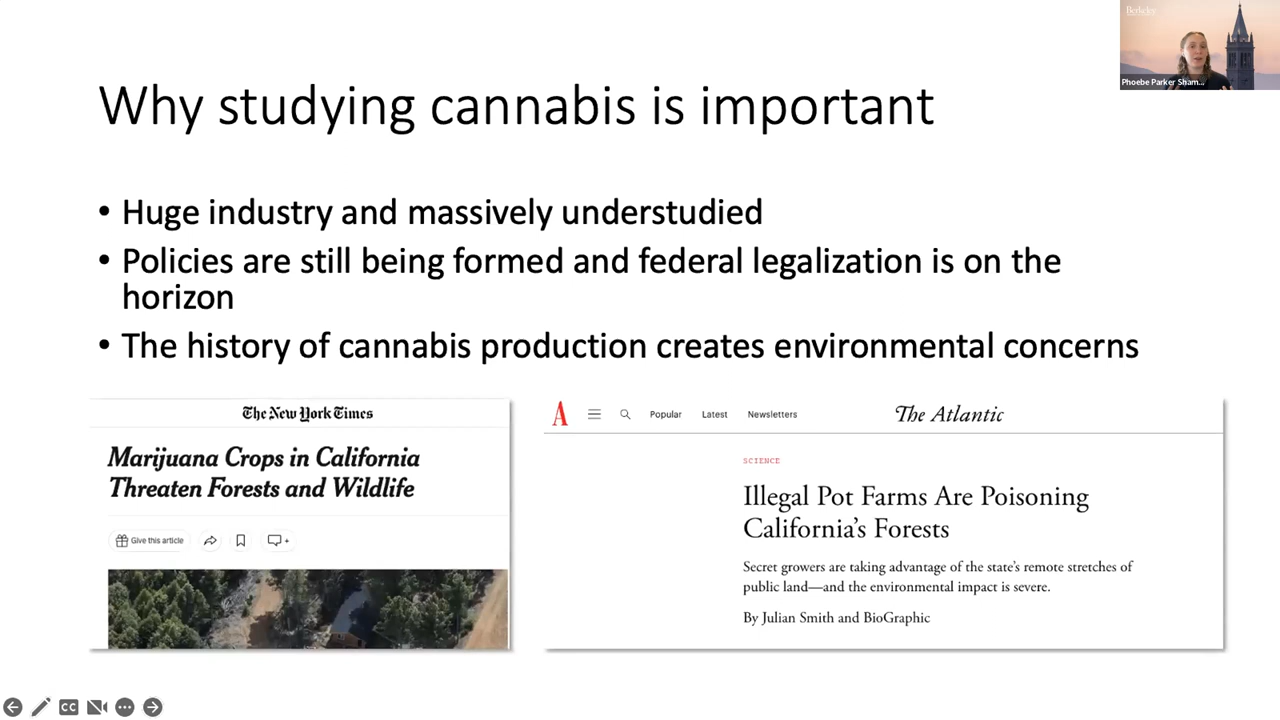 Berkeley
Phoebe Parker Sham...
Why studying cannabis is important
• Huge industry and massively understudied
• Policies are still being formed and federal legalization is on the
horizon
• The history of cannabis production creates environmental concerns
The New York Times
Marijuana Crops in California
Threaten Forests and Wildlife
Give this article
+
A
Popular
Latest
Newsletters
The Atlantic
SCIENCE
Illegal Pot Farms Are Poisoning
California's Forests
Secret growers are taking advantage of the state's remote stretches of
public land—and the environmental impact is severe.
By Julian Smith and BioGraphic
CC